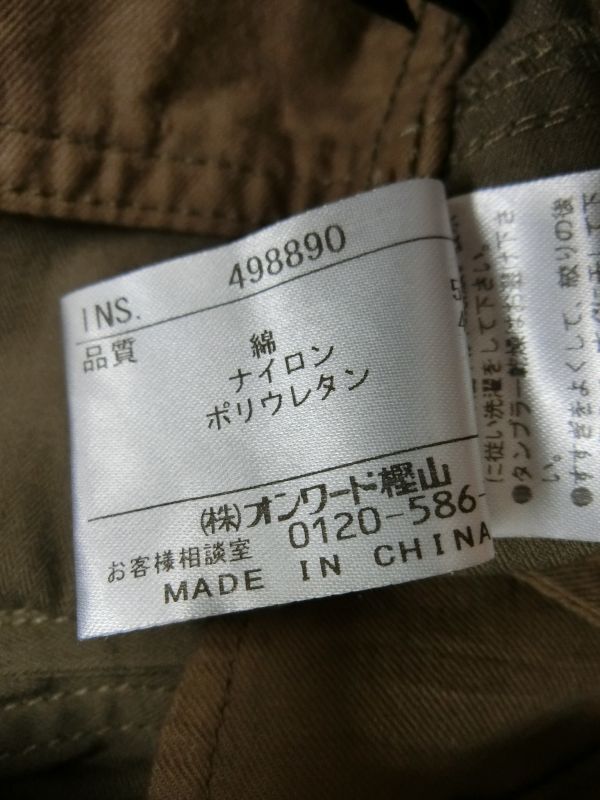 INS. 498890
品質 綿
ナイロン
ポリウレタン
(株)オンワード樫山
お客様相談室 0120-586-
MADE IN CHINA
に従い洗濯をして下さい。
●タンブラー乾燥はお避け下さ
い。
●すすぎをよくして、絞りの後